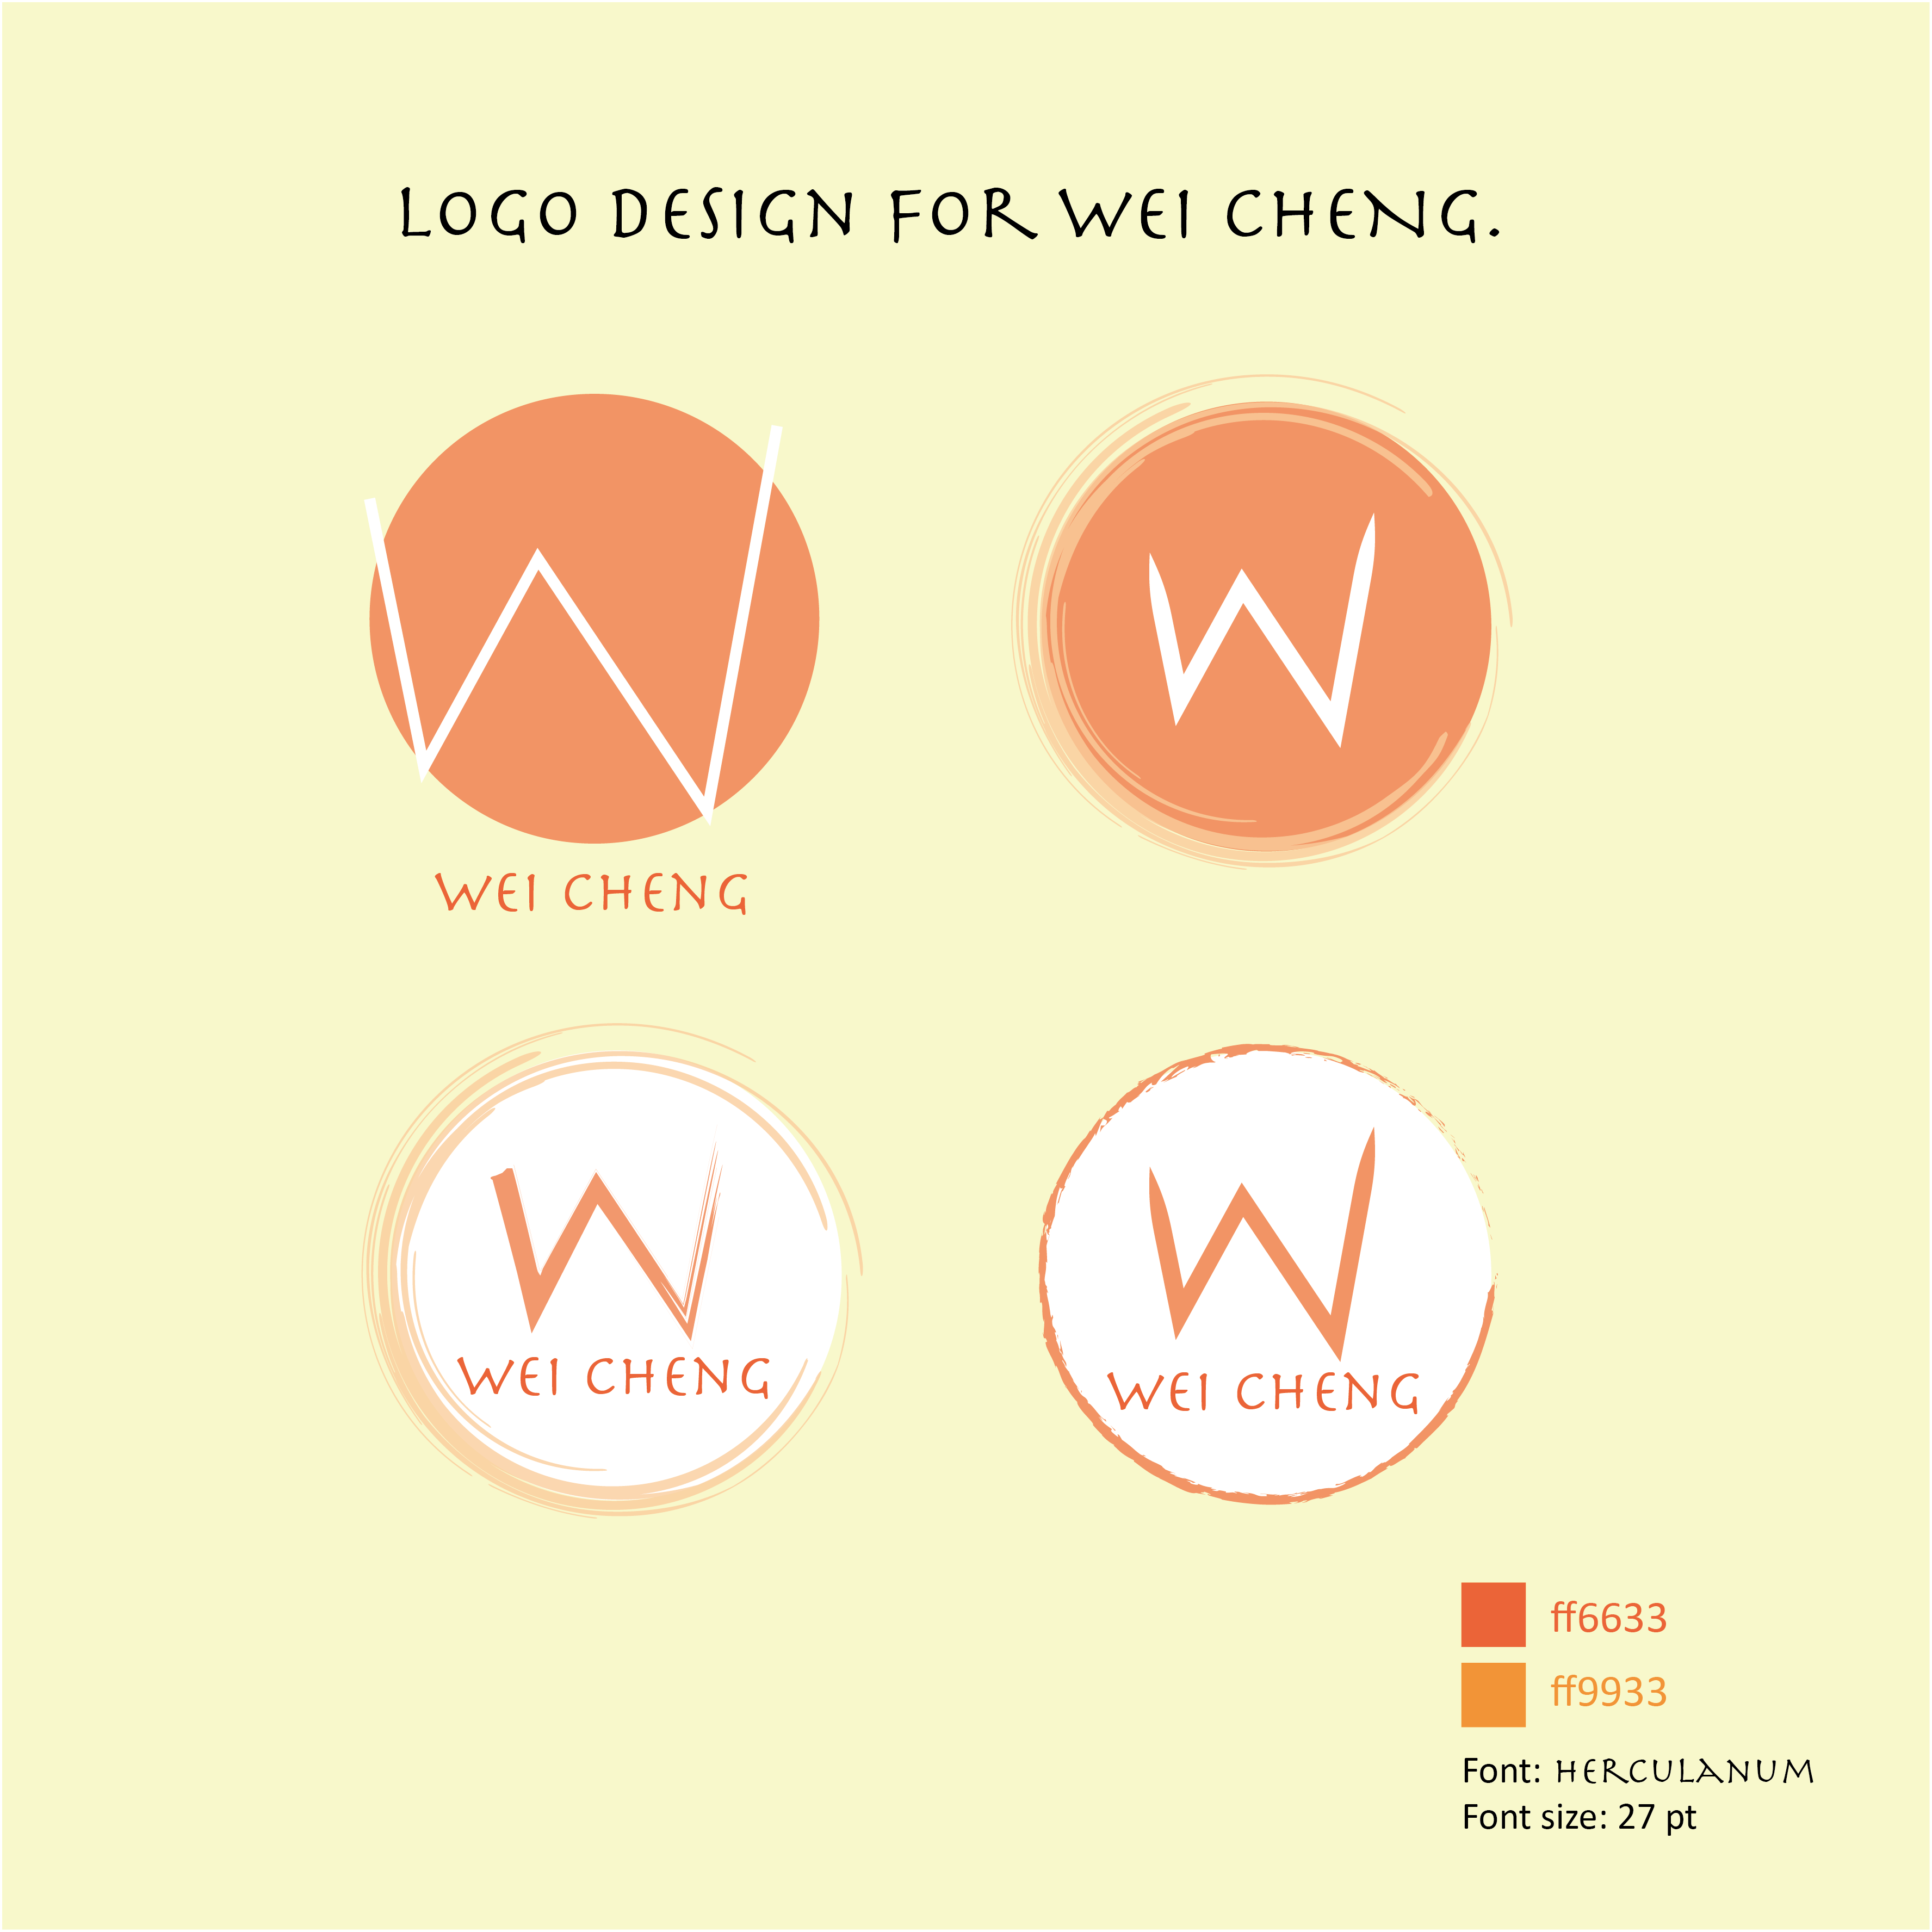 LOGO DESIGN FOR WEI CHENG.
W
WEI CHENG
W
W
WEI CHENG
W
WEI CHENG
ff6633
ff9933
Font: HERCULANUM
Font size: 27 pt